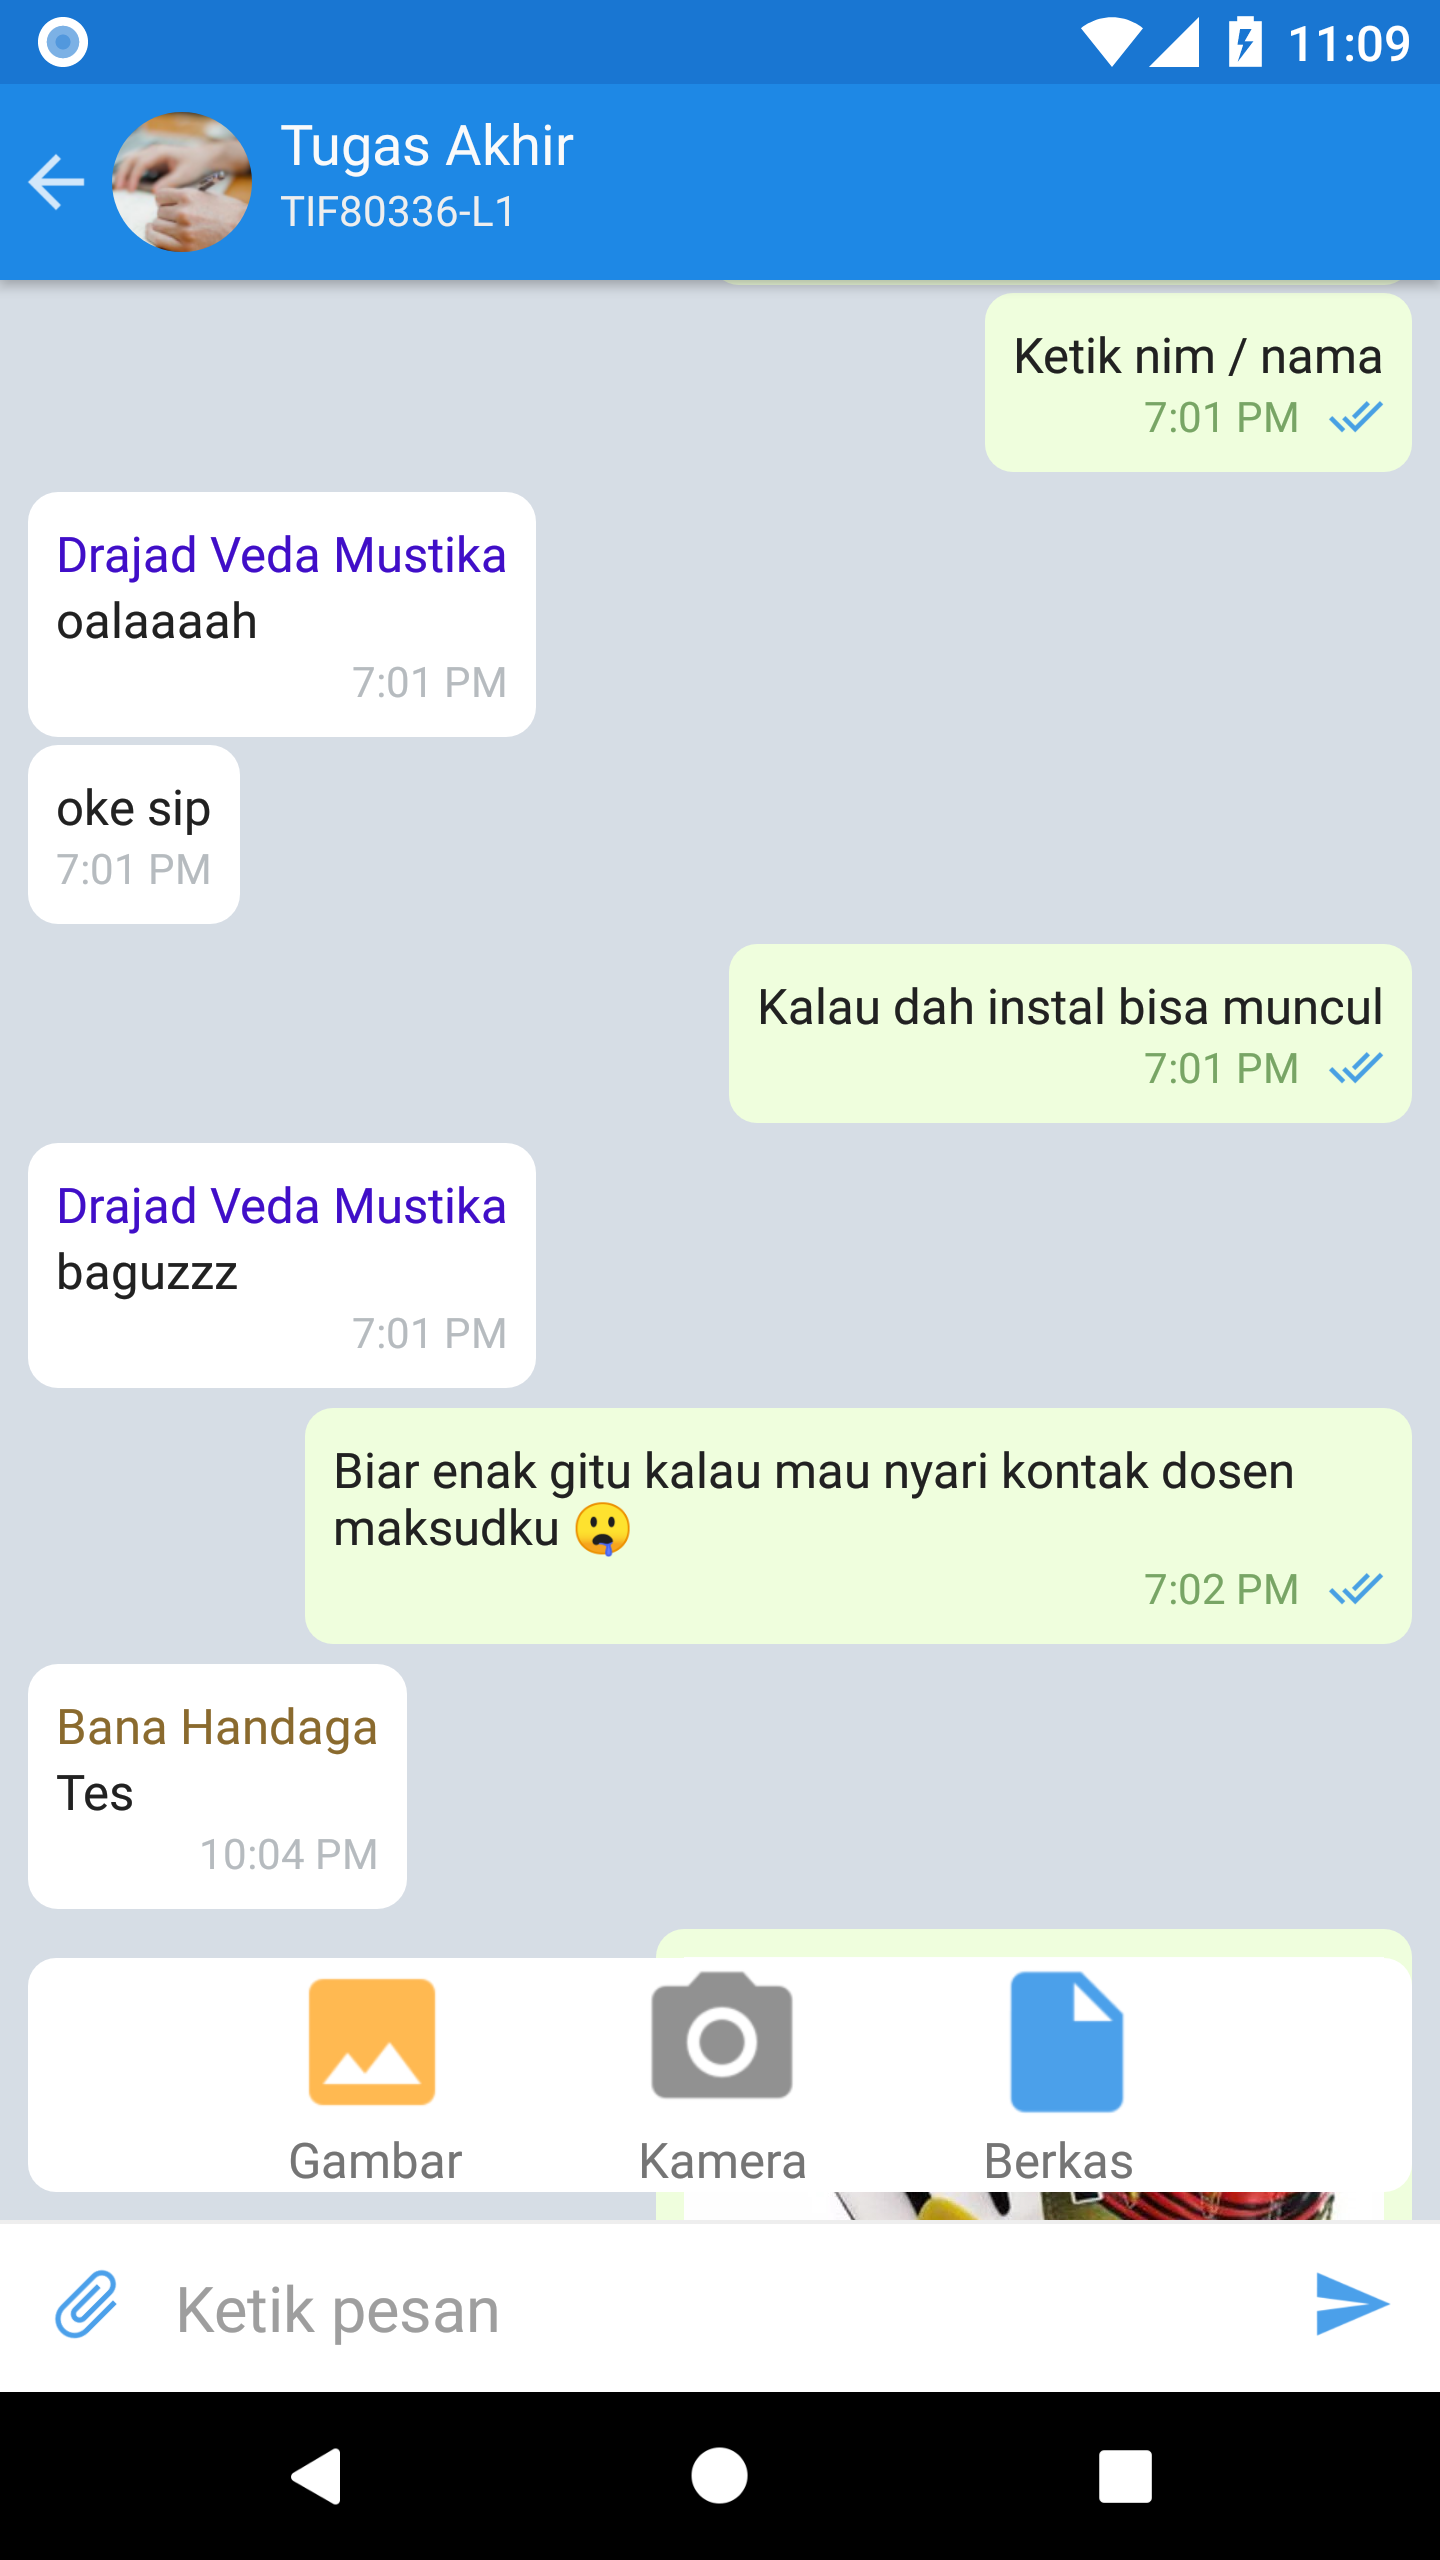 11:09
Tugas Akhir
TIF80336-L1
Ketik nim / nama
7:01 PM
Drajad Veda Mustika
oalaaaah
7:01 PM
oke sip
7:01 PM
Kalau dah instal bisa muncul
7:01 PM
Drajad Veda Mustika
baguzzz
7:01 PM
Biar enak gitu kalau mau nyari kontak dosen
maksudku 🤤
7:02 PM
Bana Handaga
Tes
10:04 PM
Gambar Kamera Berkas
Ketik pesan